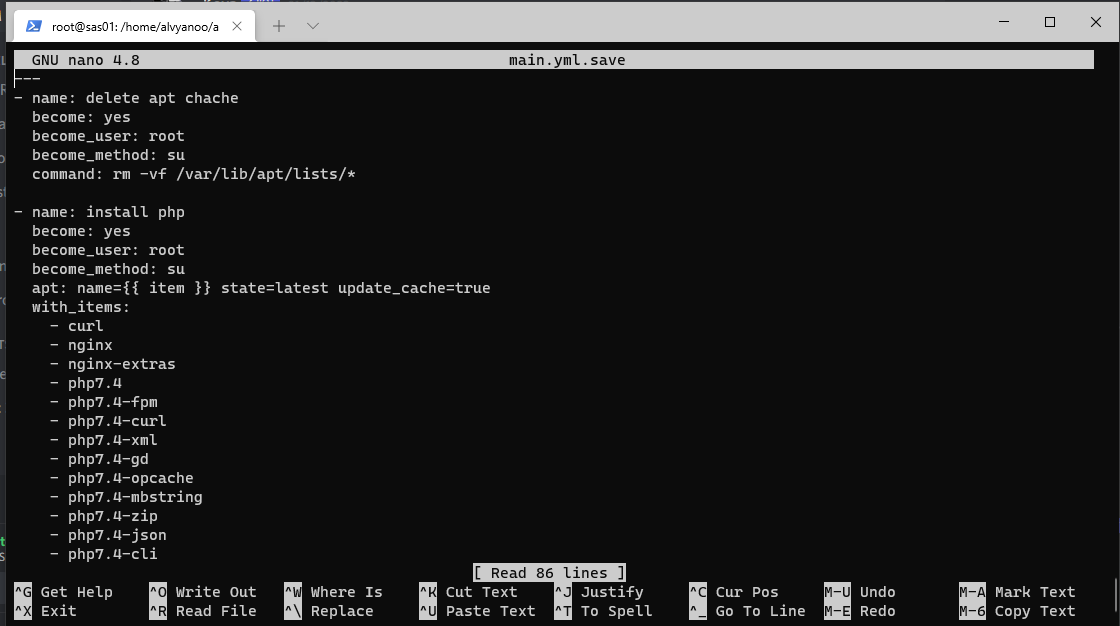 root@sas01: /home/alvyanoo/a
GNU nano 4.8 main.yml.save
---
- name: delete apt chache
  become: yes
  become_user: root
  become_method: su
  command: rm -vf /var/lib/apt/lists/*
- name: install php
  become: yes
  become_user: root
  become_method: su
  apt: name={{ item }} state=latest update_cache=true
  with_items:
    - curl
    - nginx
    - nginx-extras
    - php7.4
    - php7.4-fpm
    - php7.4-curl
    - php7.4-xml
    - php7.4-gd
    - php7.4-opcache
    - php7.4-mbstring
    - php7.4-zip
    - php7.4-json
    - php7.4-cli
[ Read 86 lines ]
^G Get Help ^O Write Out ^W Where Is ^K Cut Text ^J Justify ^C Cur Pos M-U Undo M-A Mark Text
^X Exit ^R Read File ^\ Replace ^U Paste Text ^T To Spell ^_ Go To Line M-E Redo M-6 Copy Text